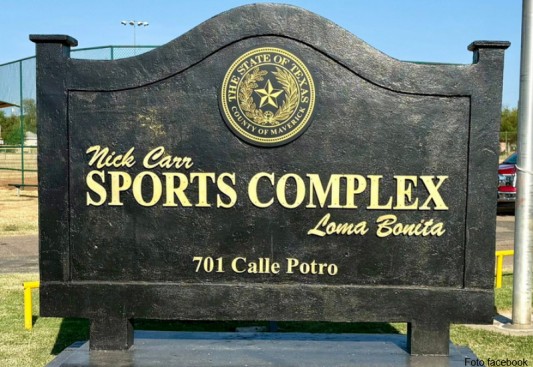 THE STATE OF TEXAS
COUNTY OF MAVERICK
Nick Carr
SPORTS COMPLEX
Loma Bonita
701 Calle Potro
Foto facebook